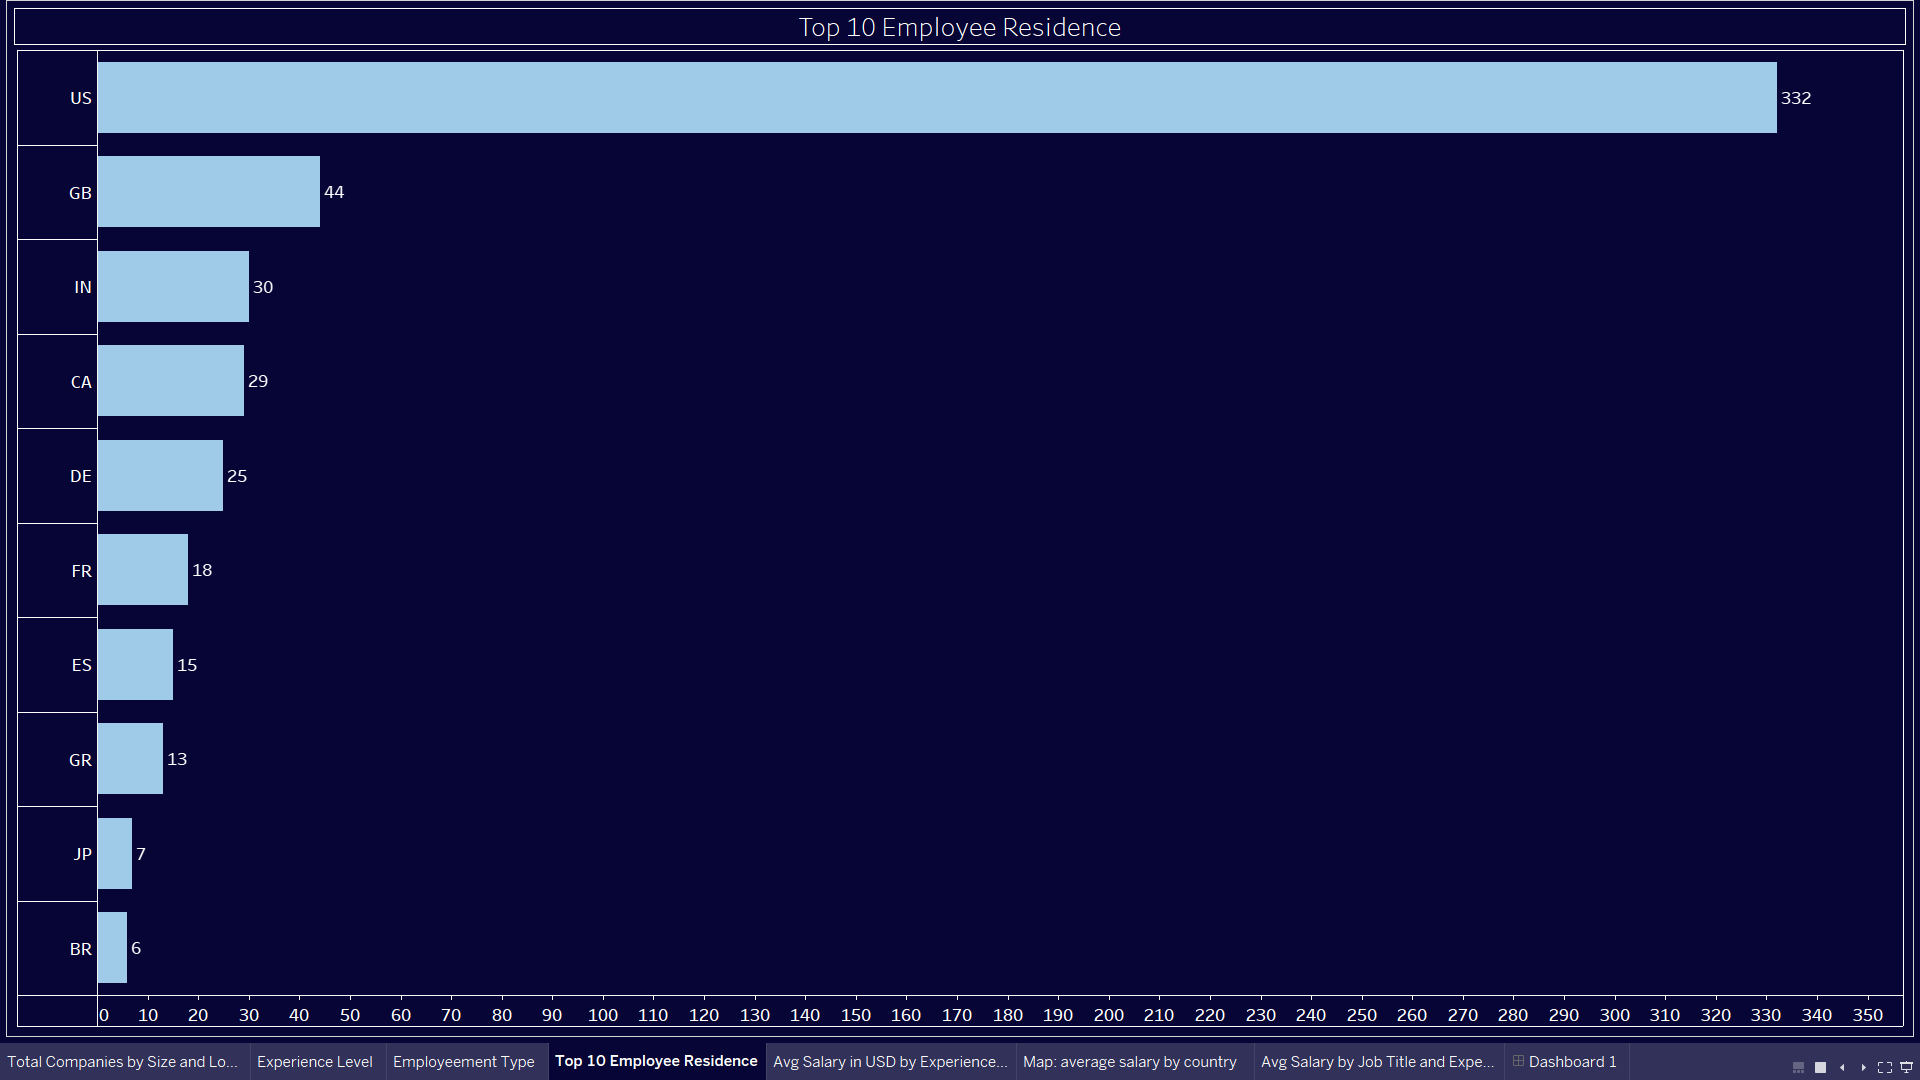 Top 10 Employee Residence
US 332
GB 44
IN 30
CA 29
DE 25
FR 18
ES 15
GR 13
JP 7
BR 6
0 10 20 30 40 50 60 70 80 90 100 110 120 130 140 150 160 170 180 190 200 210 220 230 240 250 260 270 280 290 300 310 320 330 340 350
Total Companies by Size and Lo... Experience Level Employeement Type Top 10 Employee Residence Avg Salary in USD by Experience... Map: average salary by country Avg Salary by Job Title and Expe... Dashboard 1